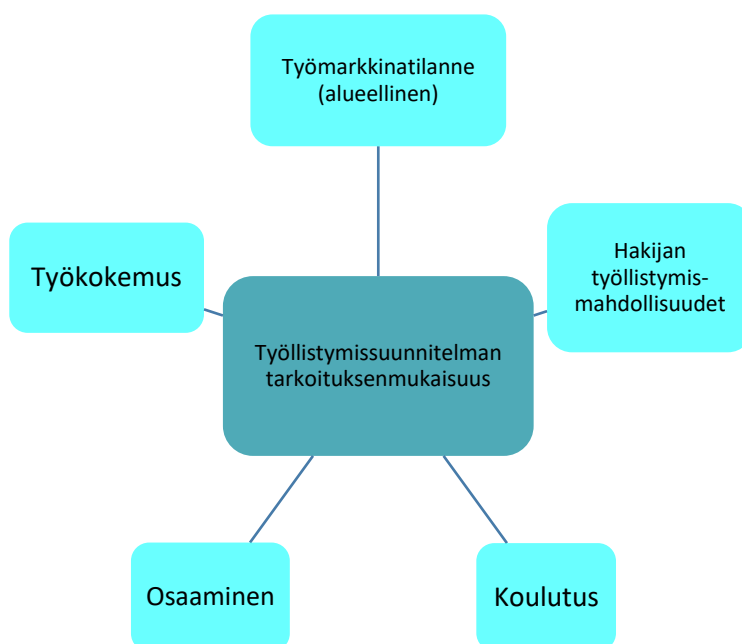 Työmarkkinatilanne
(alueellinen)
Työkokemus
Hakijan
työllistymis-
mahdollisuudet
Työllistymissuunnitelman
tarkoituksenmukaisuus
Osaaminen
Koulutus